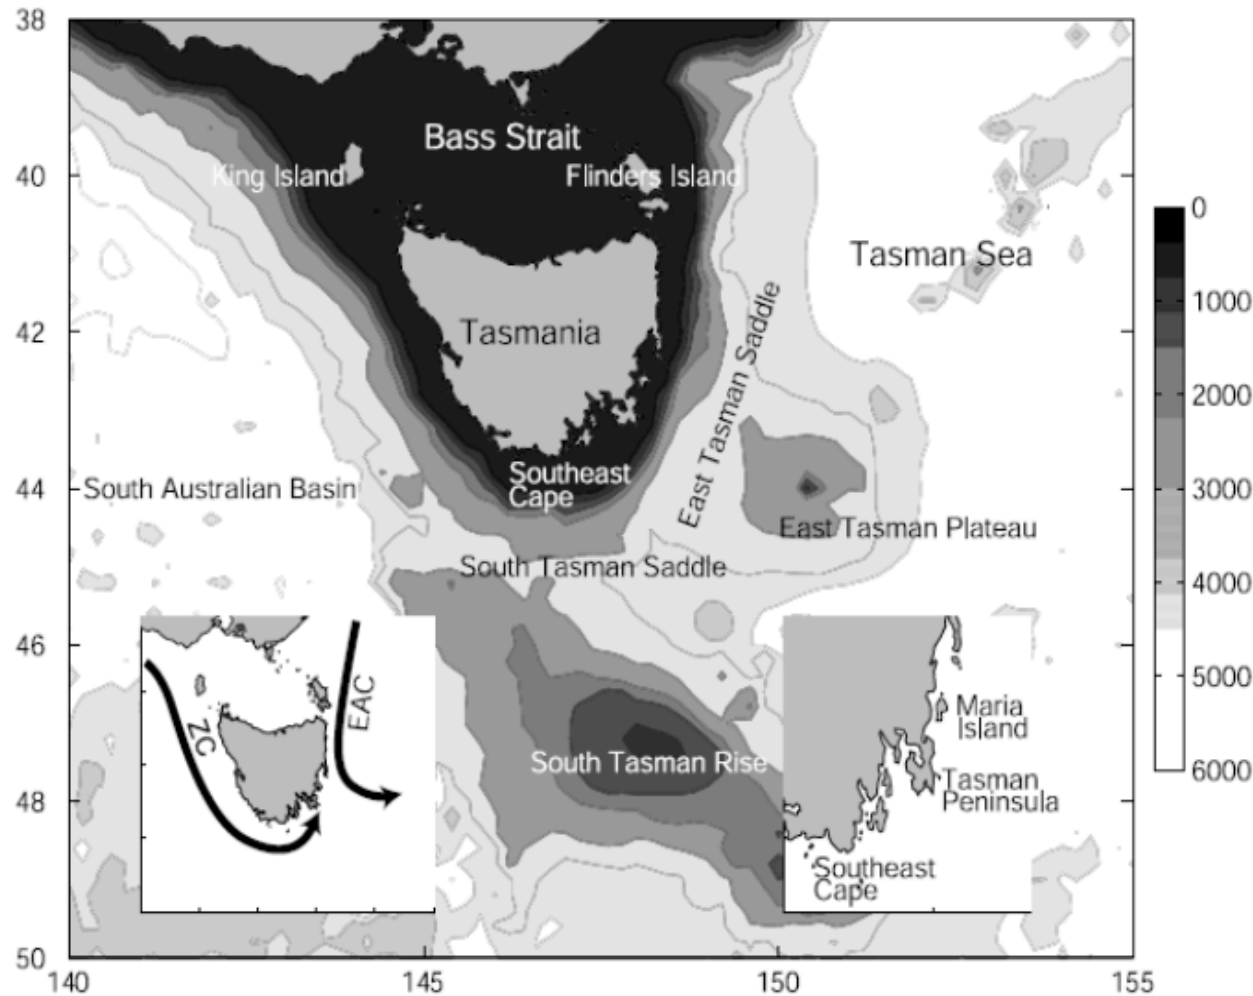 38
Bass Strait
King Island
Flinders Island
40
0
Tasman Sea
1000
East Tasman Saddle
42
Tasmania
2000
Southeast
Cape
44
South Australian Basin
3000
East Tasman Plateau
South Tasman Saddle
4000
46
5000
ZC
EAC
Maria
Island
South Tasman Rise
6000
Tasman
Peninsula
48
Southeast
Cape
50
140
145
150
155